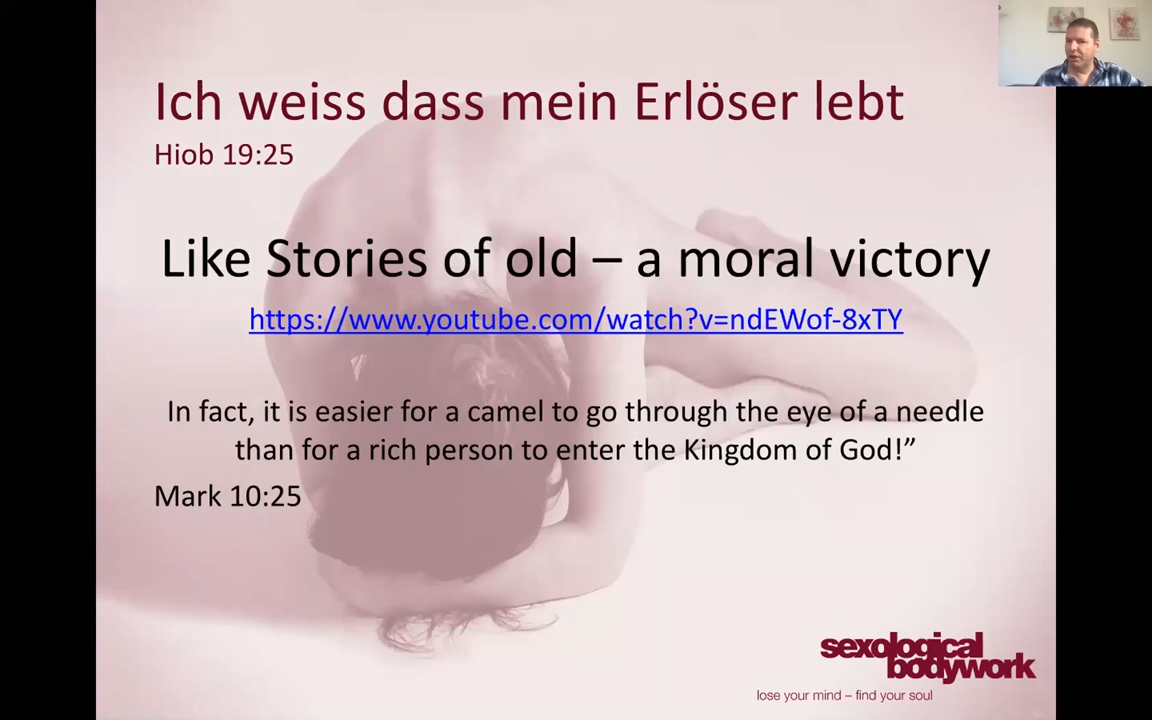 Ich weiss dass mein Erlöser lebt
Hiob 19:25
Like Stories of old – a moral victory
https://www.youtube.com/watch?v=ndEWof-8xTY
In fact, it is easier for a camel to go through the eye of a needle
than for a rich person to enter the Kingdom of God!”
Mark 10:25
sexological
bodywork
lose your mind – find your soul